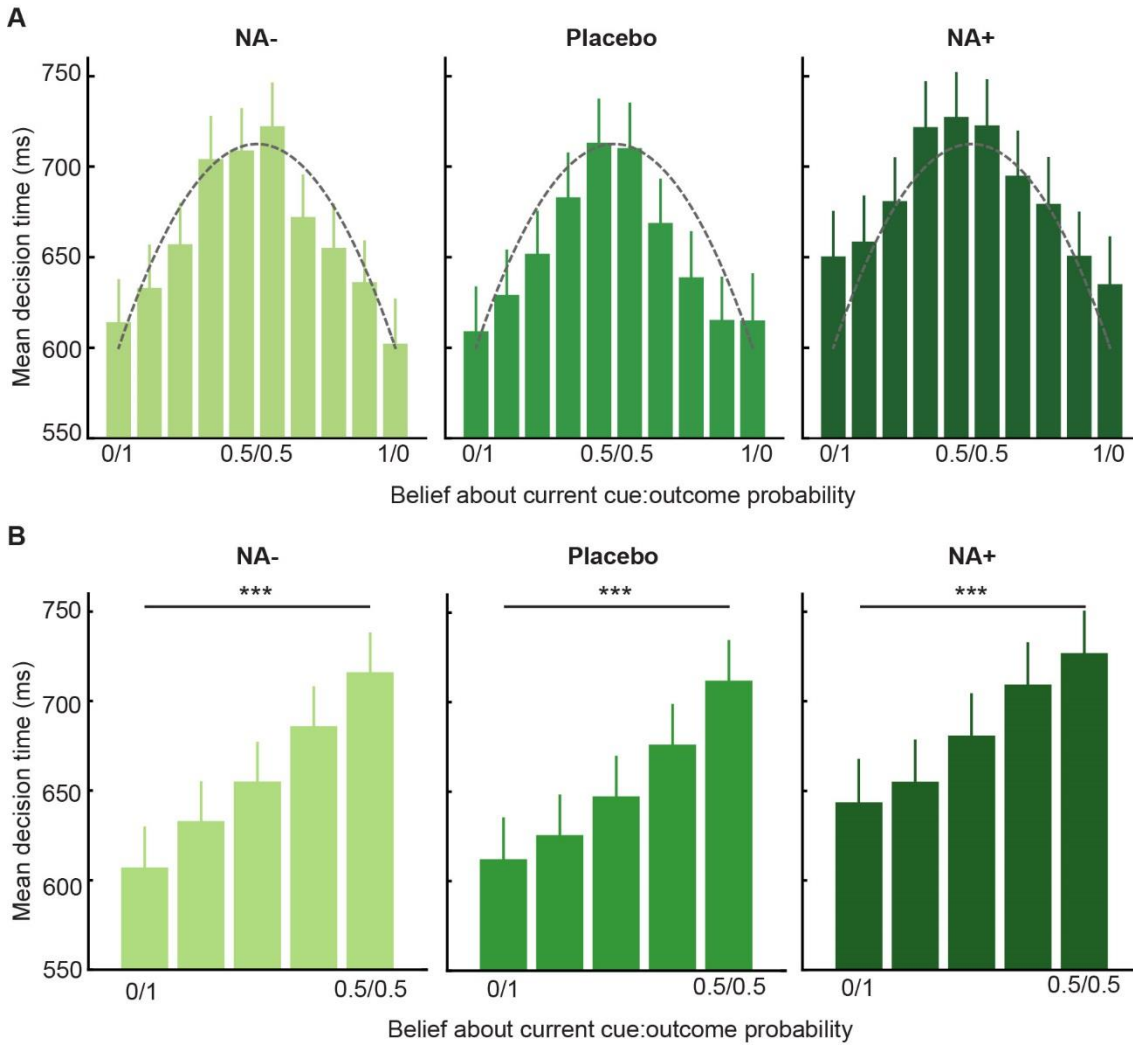 A
NA-
Placebo
NA+
Mean decision time (ms)
750
700
650
600
550
0/1 0.5/0.5 1/0
0/1 0.5/0.5 1/0
0/1 0.5/0.5 1/0
Belief about current cue:outcome probability
B
NA-
Placebo
NA+
***
***
***
Mean decision time (ms)
750
700
650
600
550
0/1 0.5/0.5
0/1 0.5/0.5
0/1 0.5/0.5
Belief about current cue:outcome probability